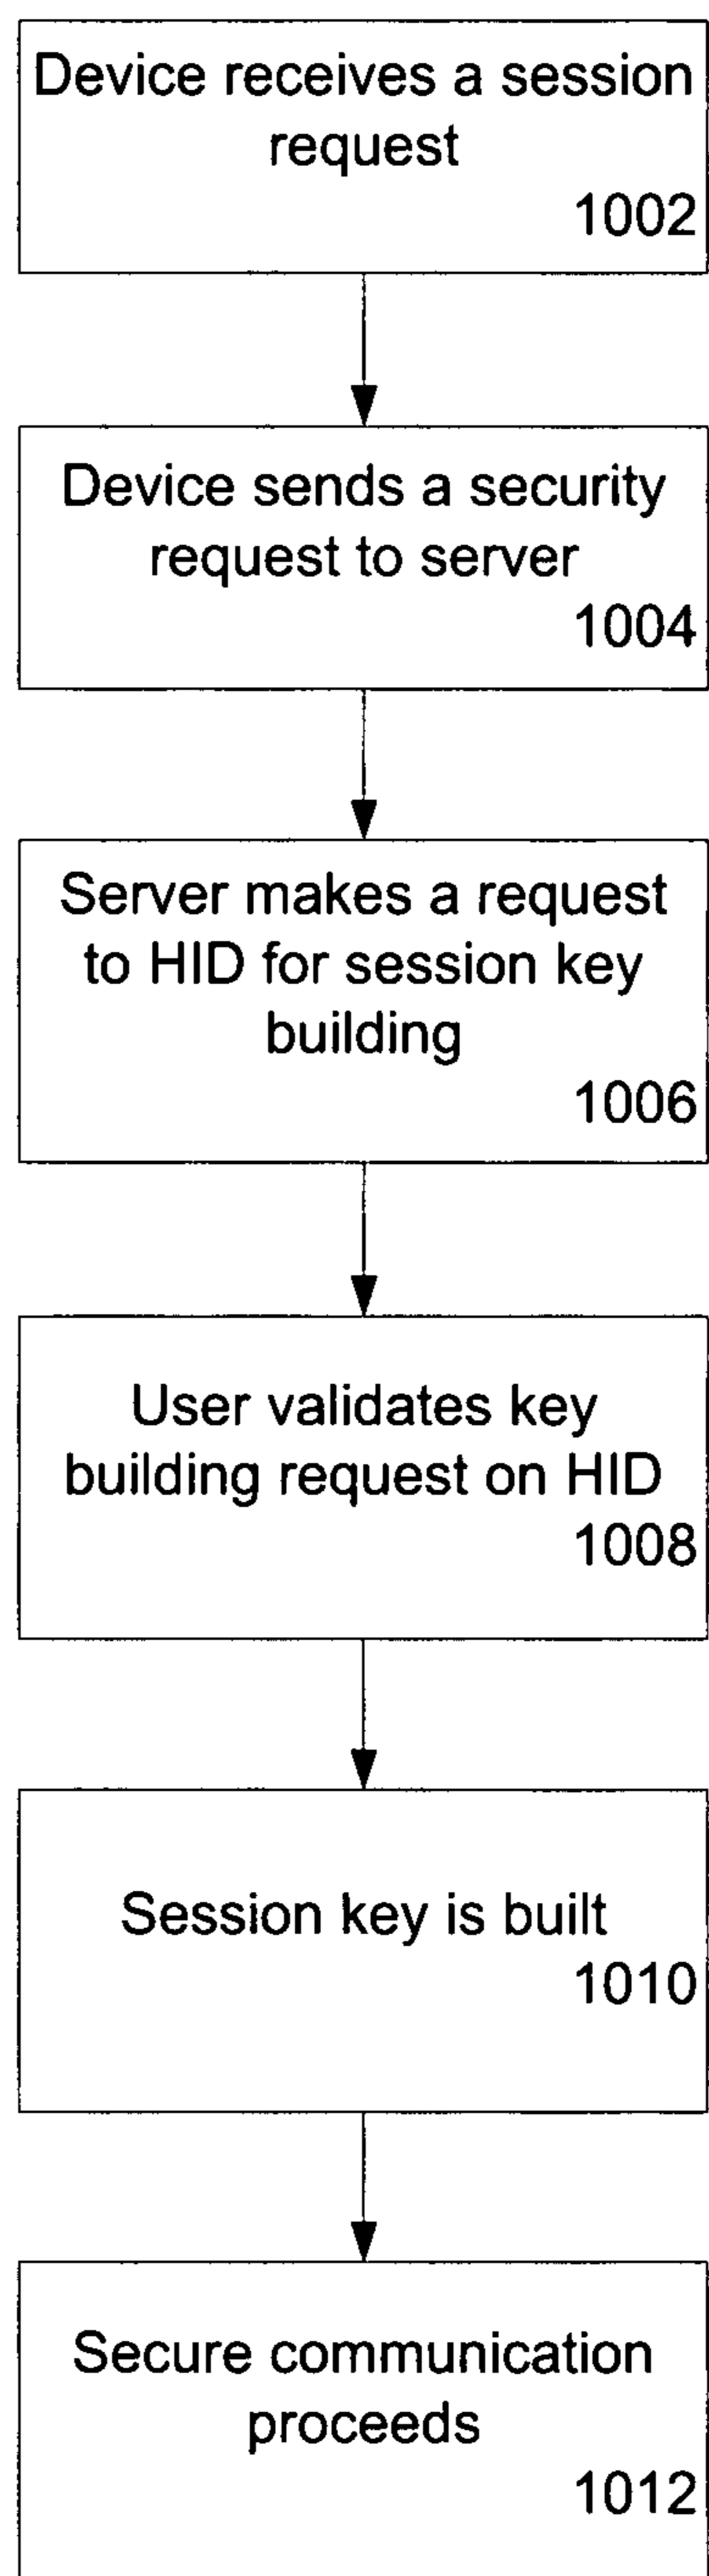 Device receives a session
request
1002
Device sends a security
request to server
1004
Server makes a request
to HID for session key
building
1006
User validates key
building request on HID
1008
Session key is built
1010
Secure communication
proceeds
1012